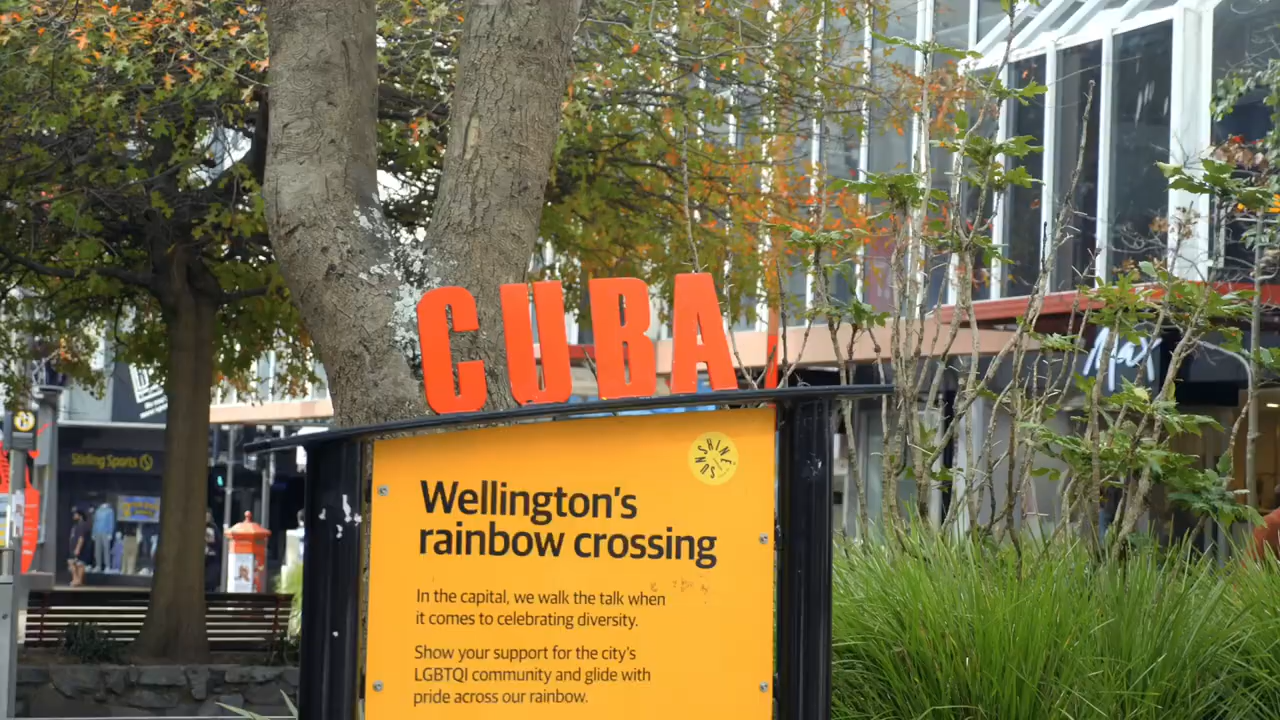 CUBA
SUNSHINE
Wellington's
rainbow crossing
In the capital, we walk the talk when
it comes to celebrating diversity.
Show your support for the city's
LGBTQI community and glide with
pride across our rainbow.
Stirling Sports
Max